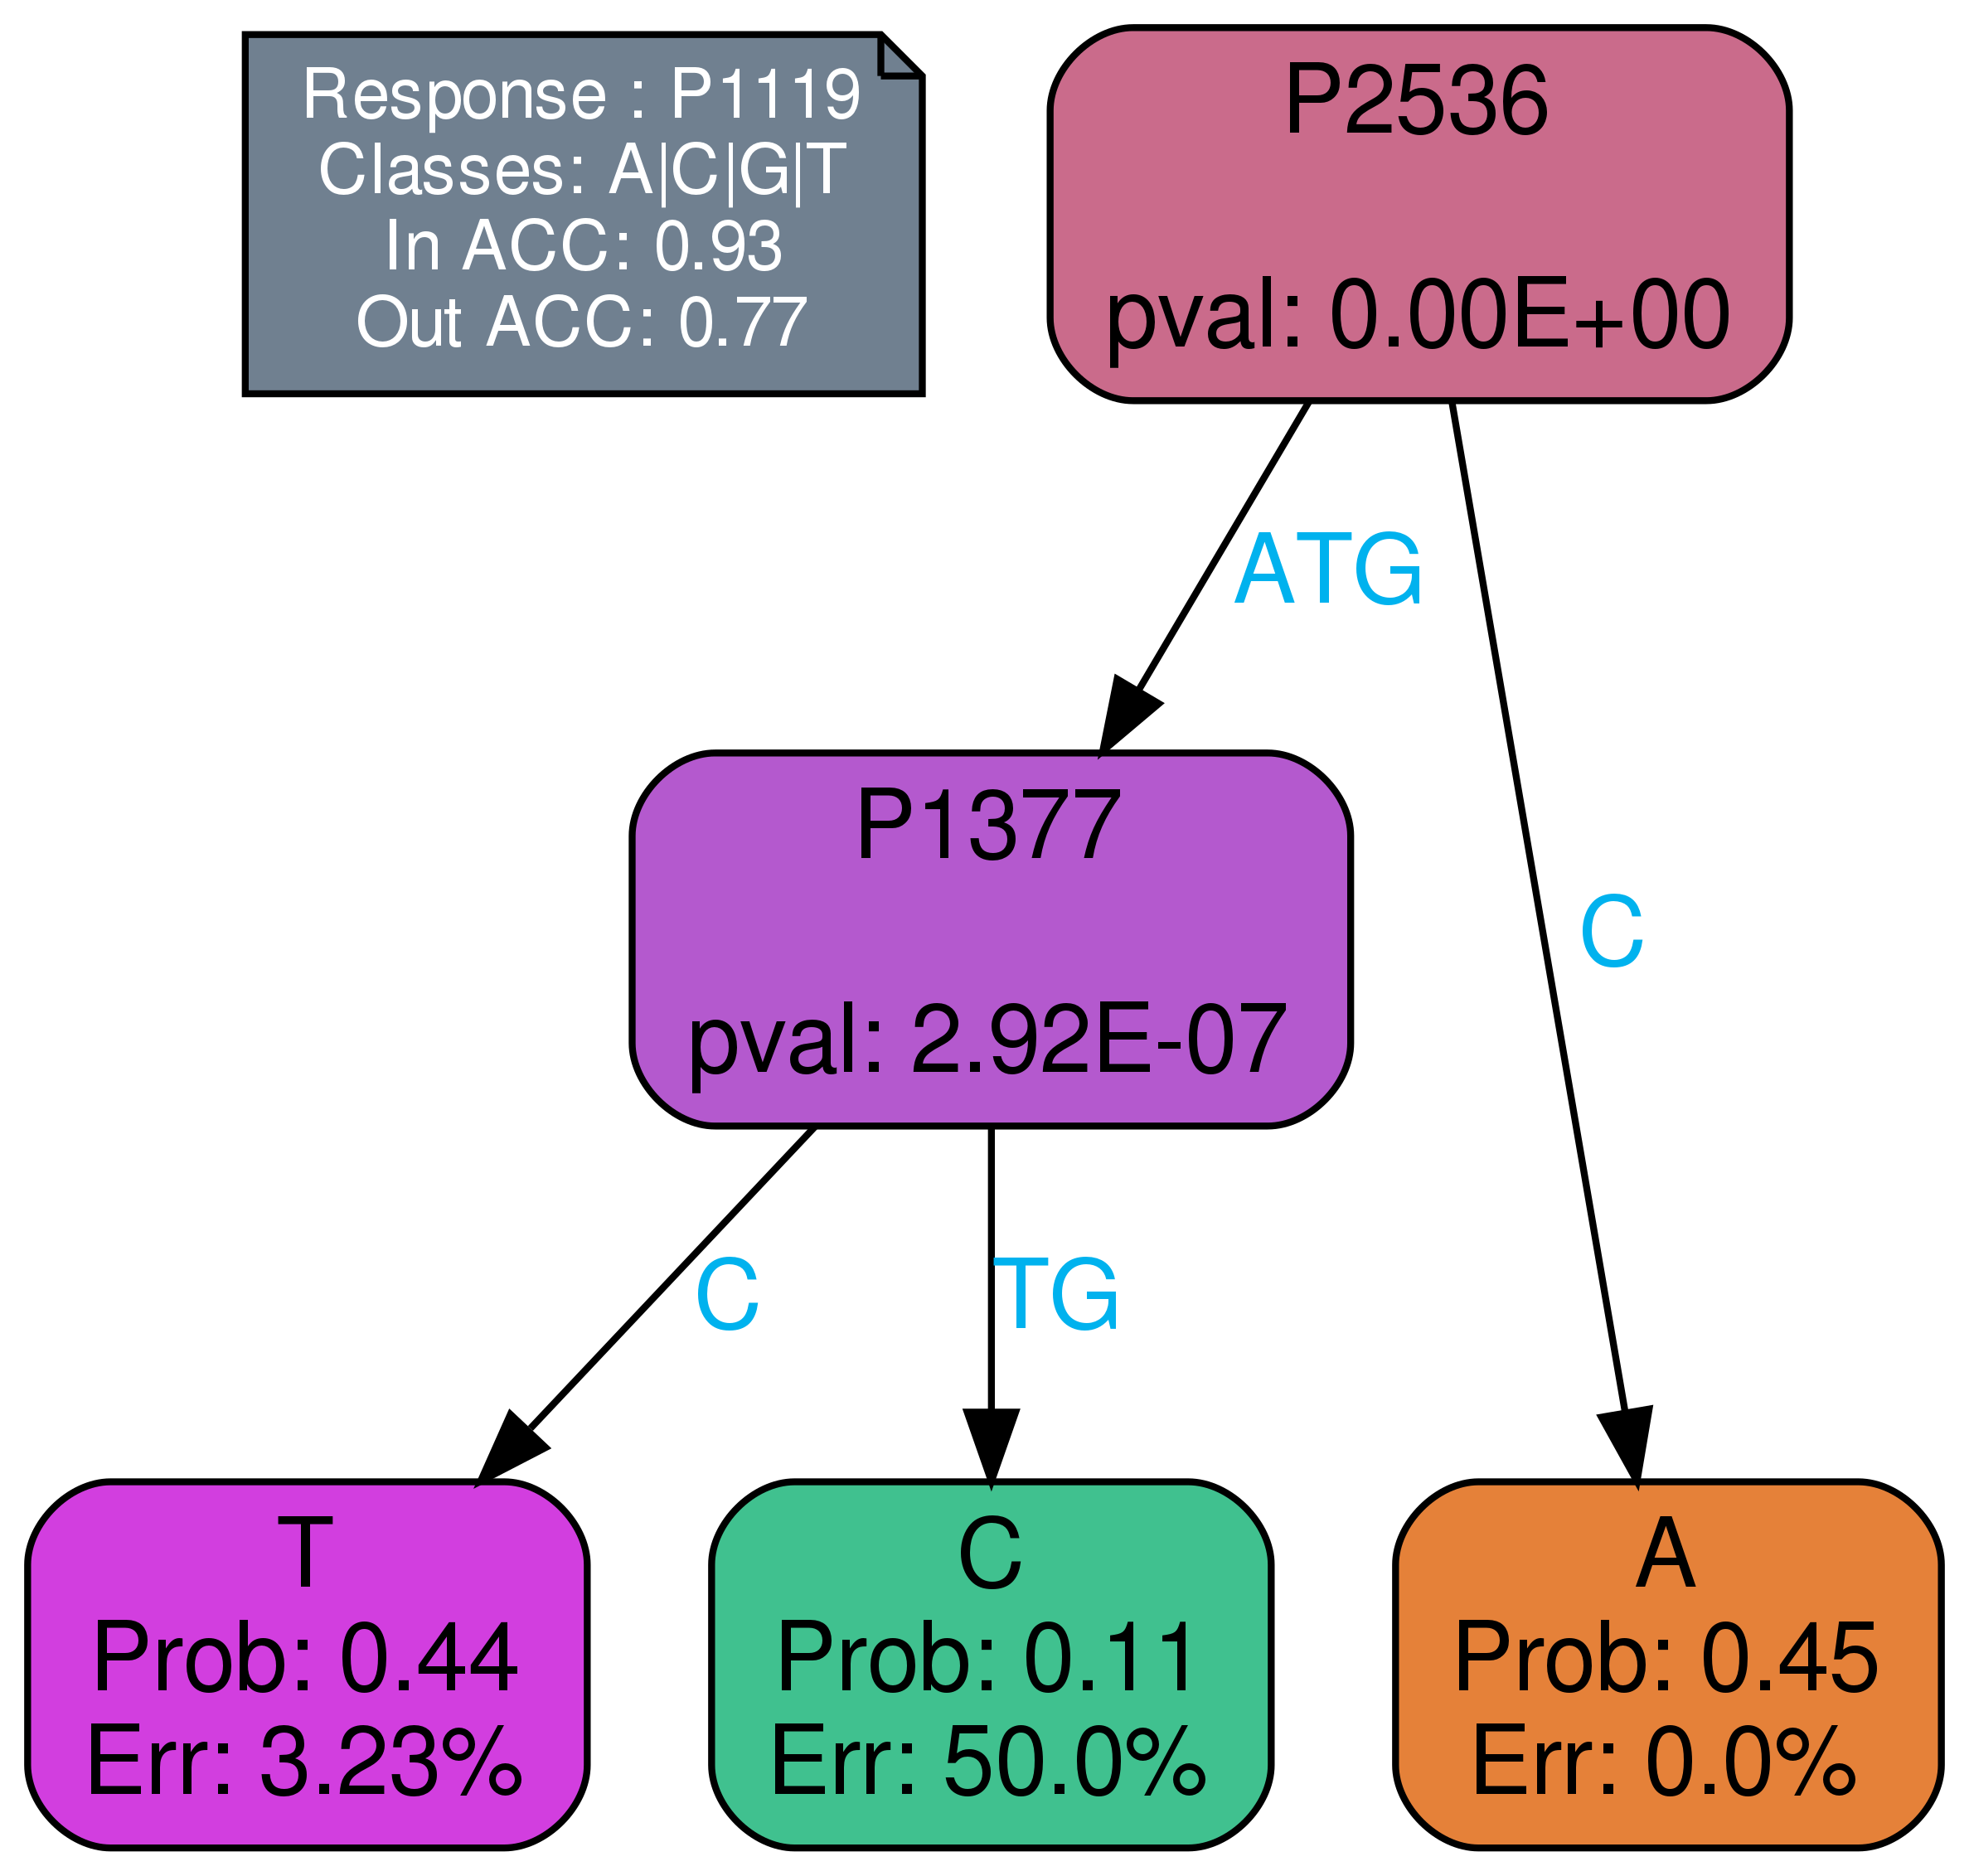 Response : P1119
Classes: A|C|G|T
In ACC: 0.93
Out ACC: 0.77
P2536
pval: 0.00E+00
ATG
C
P1377
pval: 2.92E-07
C
TG
T
Prob: 0.44
Err: 3.23%
C
Prob: 0.11
Err: 50.0%
A
Prob: 0.45
Err: 0.0%